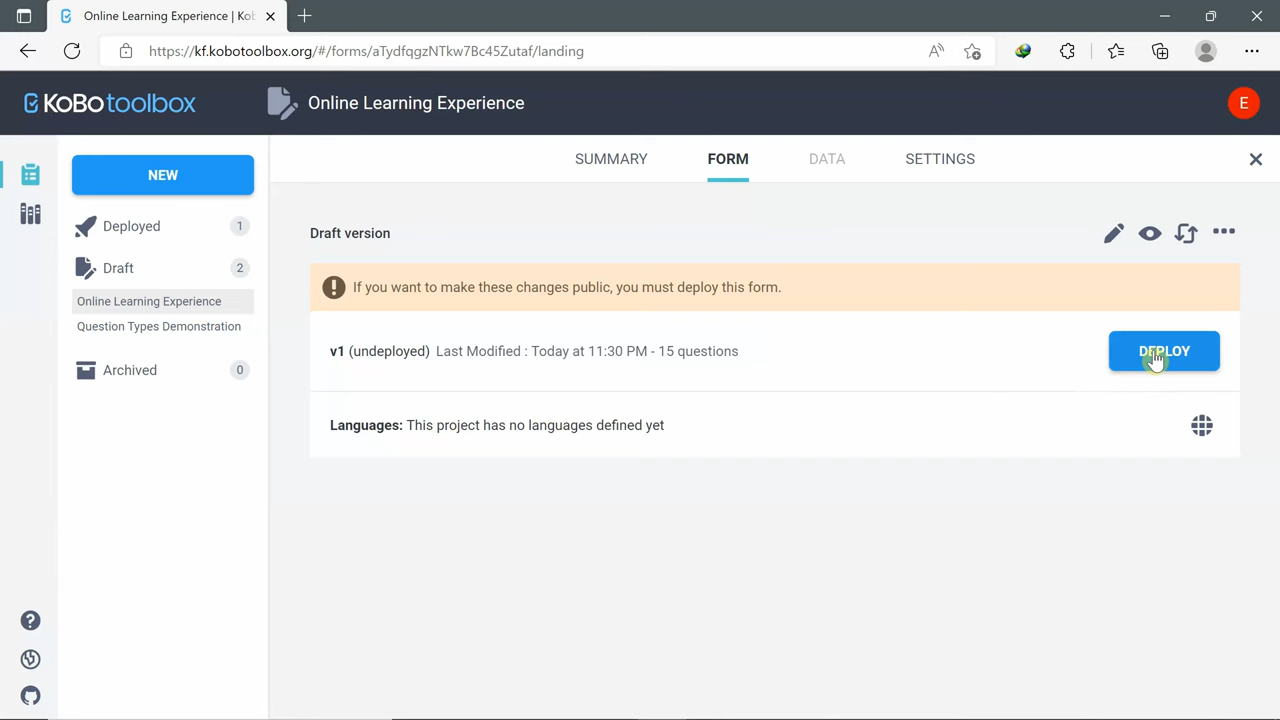 Online Learning Experience | Ko
https://kf.kobotoolbox.org/#/forms/aTydfqgzNTkw7Bc45Zutaf/landing
KoBo toolbox
Online Learning Experience
E
NEW
SUMMARY
FORM
DATA
SETTINGS
Deployed 1
Draft 2
Online Learning Experience
Question Types Demonstration
Archived 0
Draft version
If you want to make these changes public, you must deploy this form.
v1 (undeployed) Last Modified : Today at 11:30 PM - 15 questions
DEPLOY
Languages: This project has no languages defined yet